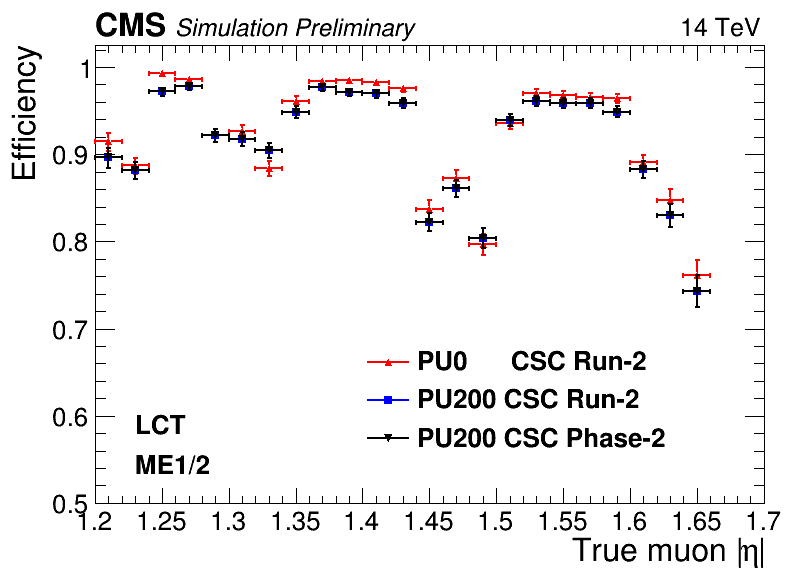 CMS Simulation Preliminary 14 TeV
Efficiency
1
0.9
0.8
0.7
0.6
0.5
PU0 CSC Run-2
PU200 CSC Run-2
PU200 CSC Phase-2
LCT
ME1/2
1.2 1.25 1.3 1.35 1.4 1.45 1.5 1.55 1.6 1.65 1.7
True muon |η|